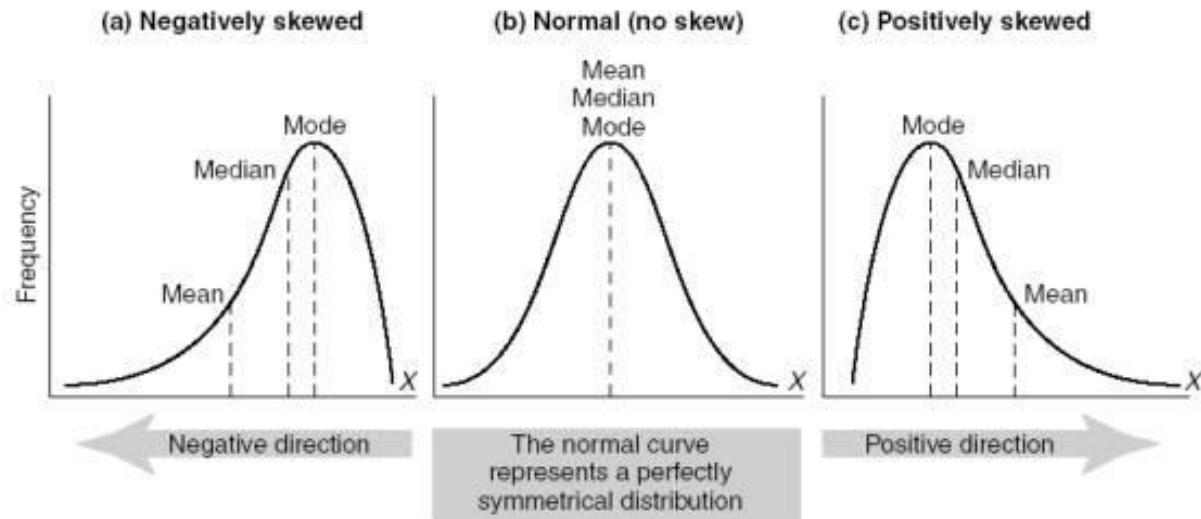 (a) Negatively skewed
(b) Normal (no skew)
(c) Positively skewed
Frequency
Mode
Median
Mean
X
Mean
Median
Mode
X
Mode
Median
Mean
X
Negative direction
The normal curve
represents a perfectly
symmetrical distribution
Positive direction